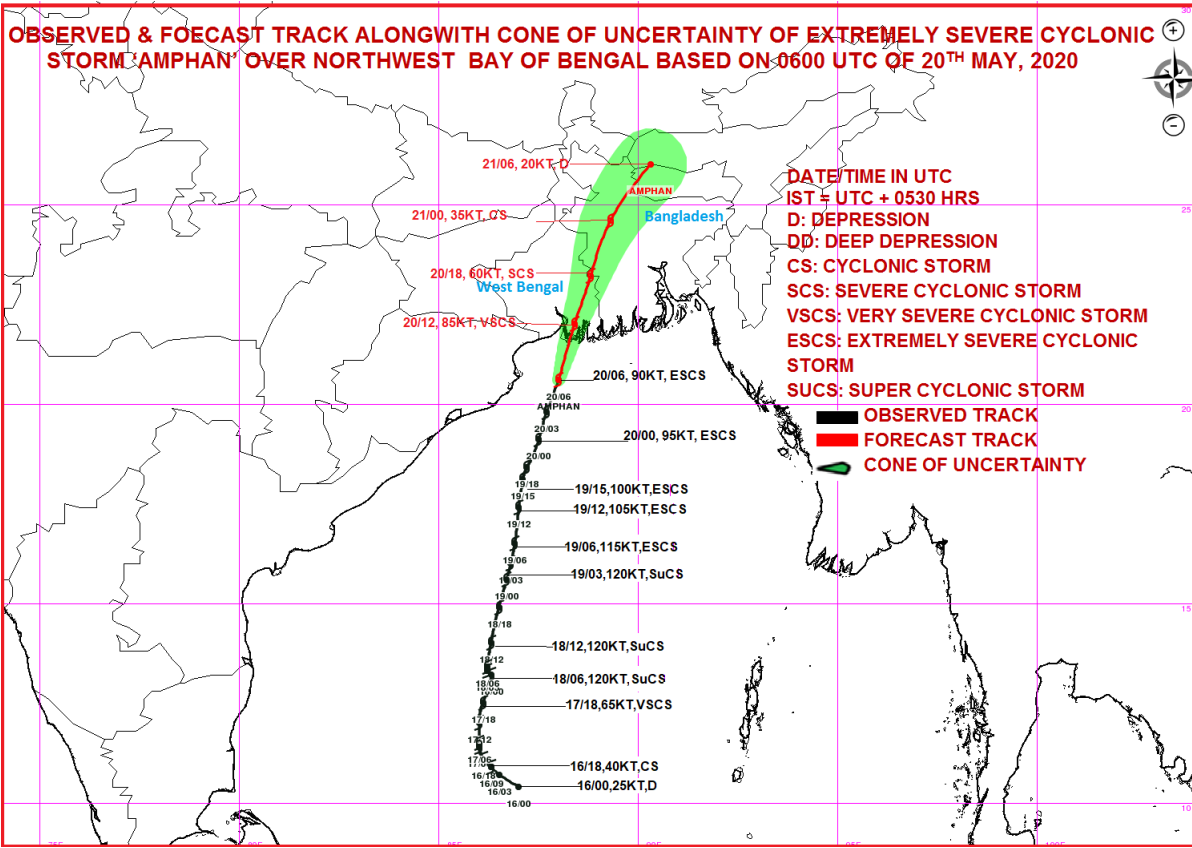 OBSERVED & FOECAST TRACK ALONGWITH CONE OF UNCERTAINTY OF EXTREMELY SEVERE CYCLONIC
STORM 'AMPHAN' OVER NORTHWEST BAY OF BENGAL BASED ON 0600 UTC OF 20TH MAY, 2020
+
-
30
21/06, 20KT, D
AMPHAN
21/00, 35KT, CS
Bangladesh
20/18, 60KT, SCS
West Bengal
20/12, 85KT, VSCS
DATE/TIME IN UTC
IST = UTC + 0530 HRS
D: DEPRESSION
DD: DEEP DEPRESSION
CS: CYCLONIC STORM
SCS: SEVERE CYCLONIC STORM
VSCS: VERY SEVERE CYCLONIC STORM
ESCS: EXTREMELY SEVERE CYCLONIC
STORM
SUCS: SUPER CYCLONIC STORM
OBSERVED TRACK
FORECAST TRACK
CONE OF UNCERTAINTY
25
20
15
10
20/06, 90KT, ESCS
20/06
AMPHAN
20/03
20/00, 95KT, ESCS
20/00
19/18
19/15,100KT,ESCS
19/15
19/12,105KT,ESCS
19/12
19/06,115KT,ESCS
19/06
19/03,120KT,SuCS
19/03
19/00
18/18
18/12,120KT,SuCS
18/12
18/06,120KT,SuCS
18/06
17/18,65KT,VSCS
17/18
17/12
17/06
16/18,40KT,CS
16/18
16/09
16/00,25KT,D
16/03
16/00